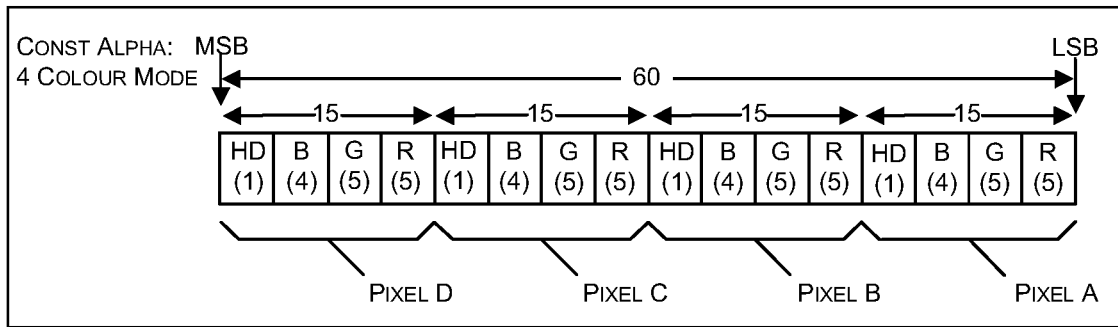 CONST ALPHA: MSB LSB
4 COLOUR MODE 60
15 15 15 15
HD B G R HD B G R HD B G R HD B G R
(1) (4) (5) (5) (1) (4) (5) (5) (1) (4) (5) (5) (1) (4) (5) (5)
PIXEL D PIXEL C PIXEL B PIXEL A